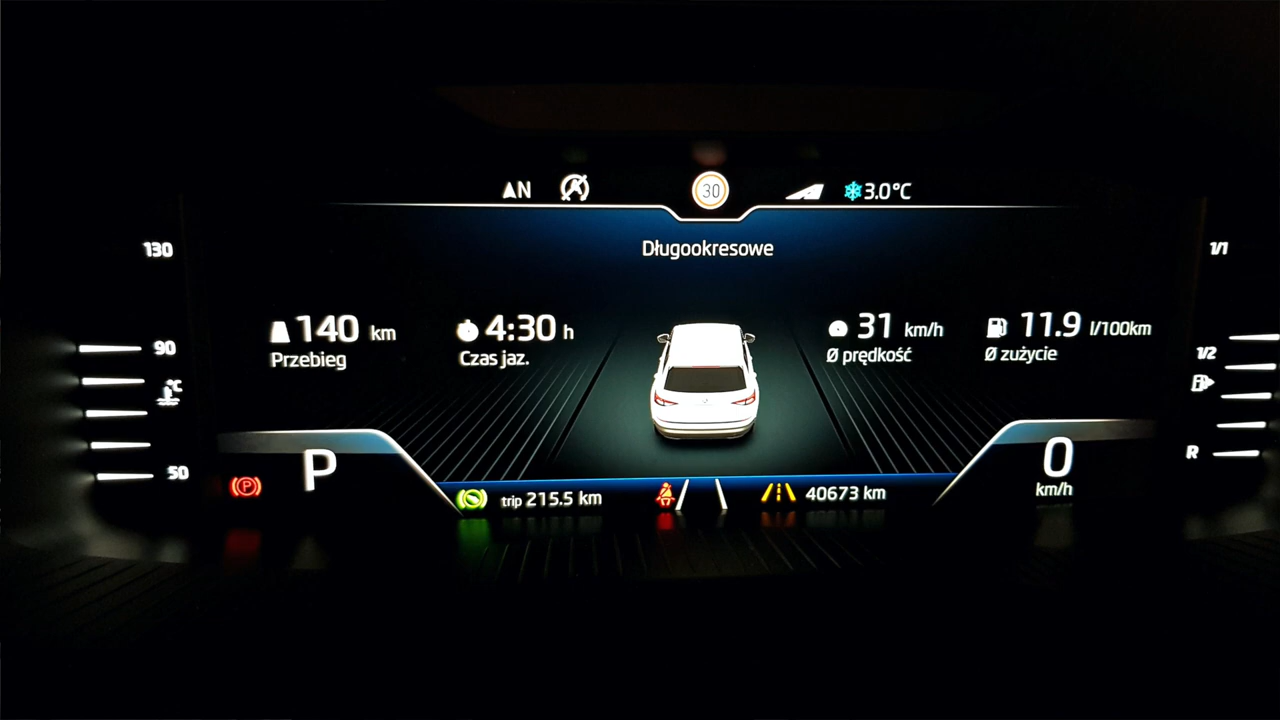 AN 30 3.0°C
Długookresowe
130
90
°C
50
140 km
Przebieg
4:30 h
Czas jaz.
31 km/h
Ø prędkość
11.9 l/100km
Ø zużycie
1/1
1/2
R
P
0
km/h
P
trip 215.5 km
40673 km